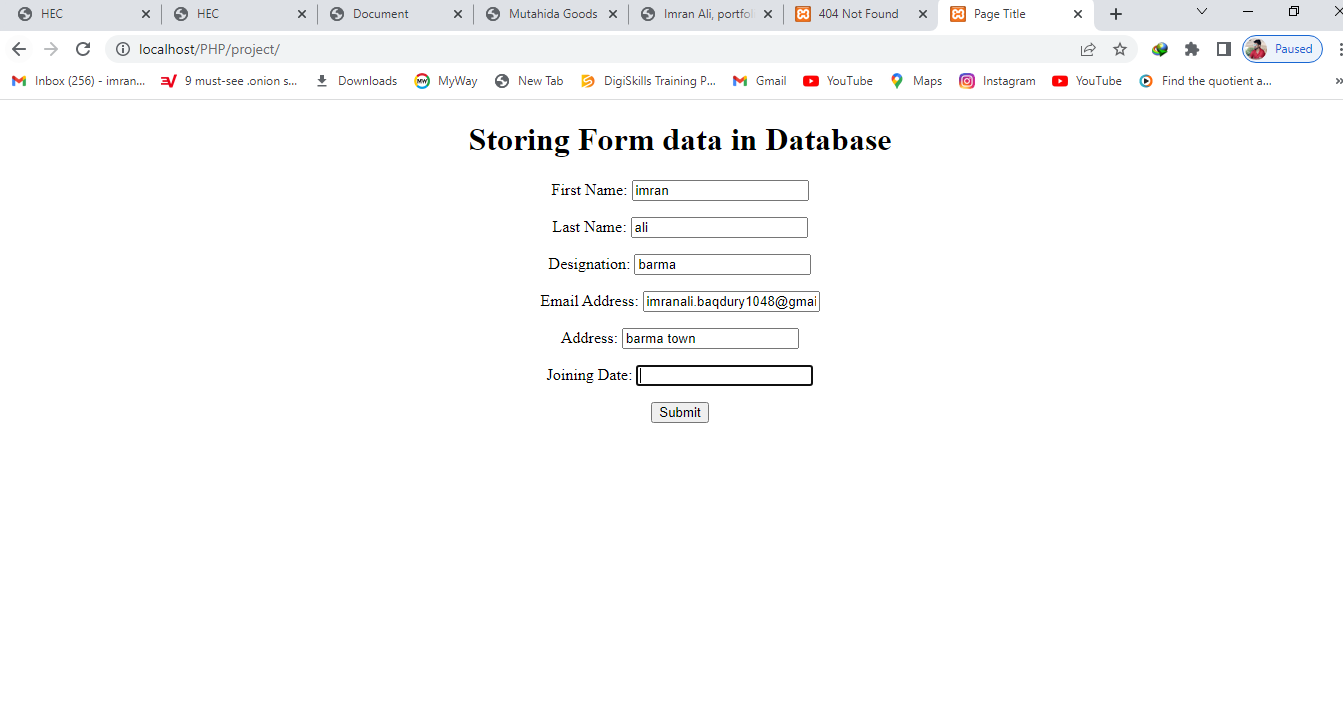 HEC
HEC
Document
Mutahida Goods
Imran Ali, portfol
404 Not Found
Page Title
localhost/PHP/project/
Paused
Inbox (256) - imran...
9 must-see .onion s...
Downloads
MyWay
New Tab
DigiSkills Training P...
Gmail
YouTube
Maps
Instagram
YouTube
Find the quotient a...
Storing Form data in Database
First Name: imran
Last Name: ali
Designation: barma
Email Address: imranali.baqdury1048@gmai
Address: barma town
Joining Date:
Submit